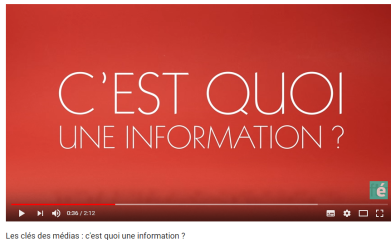 C'EST QUOI
UNE INFORMATION ?
é
0:36 / 2:12
Les clés des médias : c'est quoi une information ?